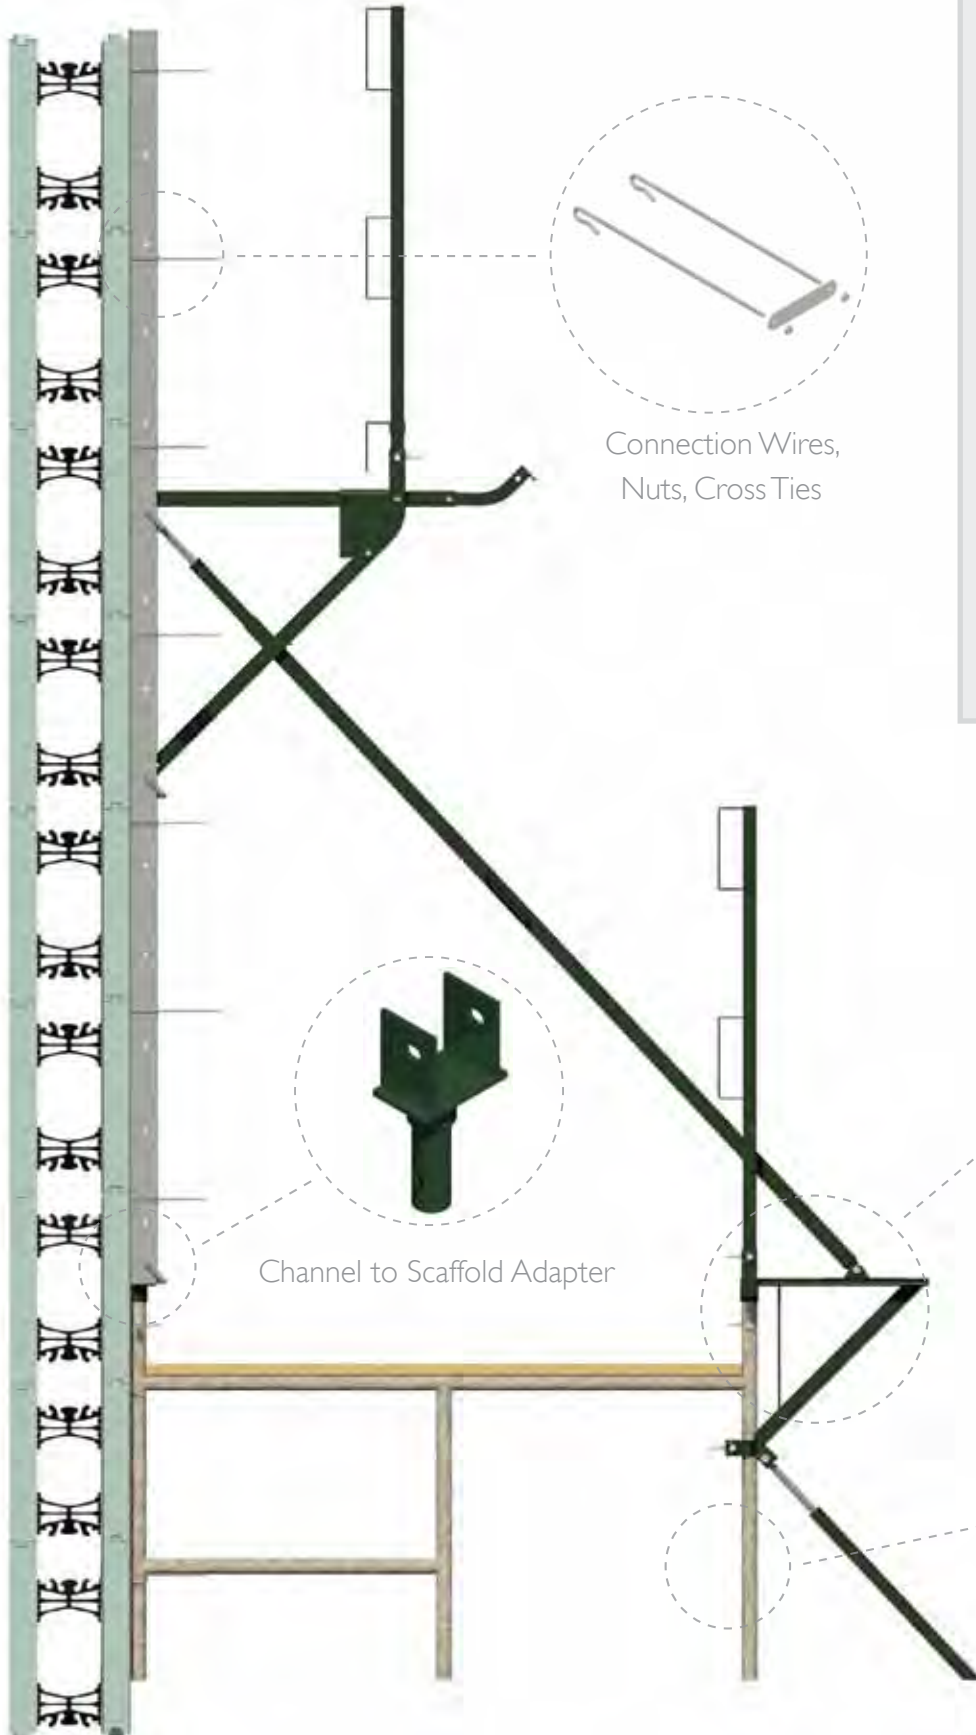 Connection Wires,
Nuts, Cross Ties
Channel to Scaffold Adapter